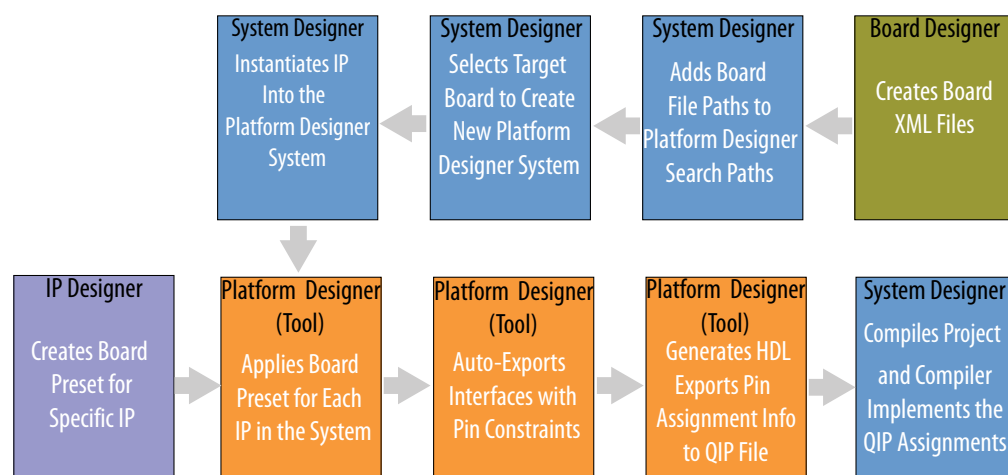 System Designer
Instantiates IP
Into the
Platform Designer
System
System Designer
Selects Target
Board to Create
New Platform
Designer System
System Designer
Adds Board
File Paths to
Platform Designer
Search Paths
Board Designer
Creates Board
XML Files
IP Designer
Creates Board
Preset for
Specific IP
Platform Designer
(Tool)
Applies Board
Preset for Each
IP in the System
Platform Designer
(Tool)
Auto-Exports
Interfaces with
Pin Constraints
Platform Designer
(Tool)
Generates HDL
Exports Pin
Assignment Info
to QIP File
System Designer
Compiles Project
and Compiler
Implements the
QIP Assignments